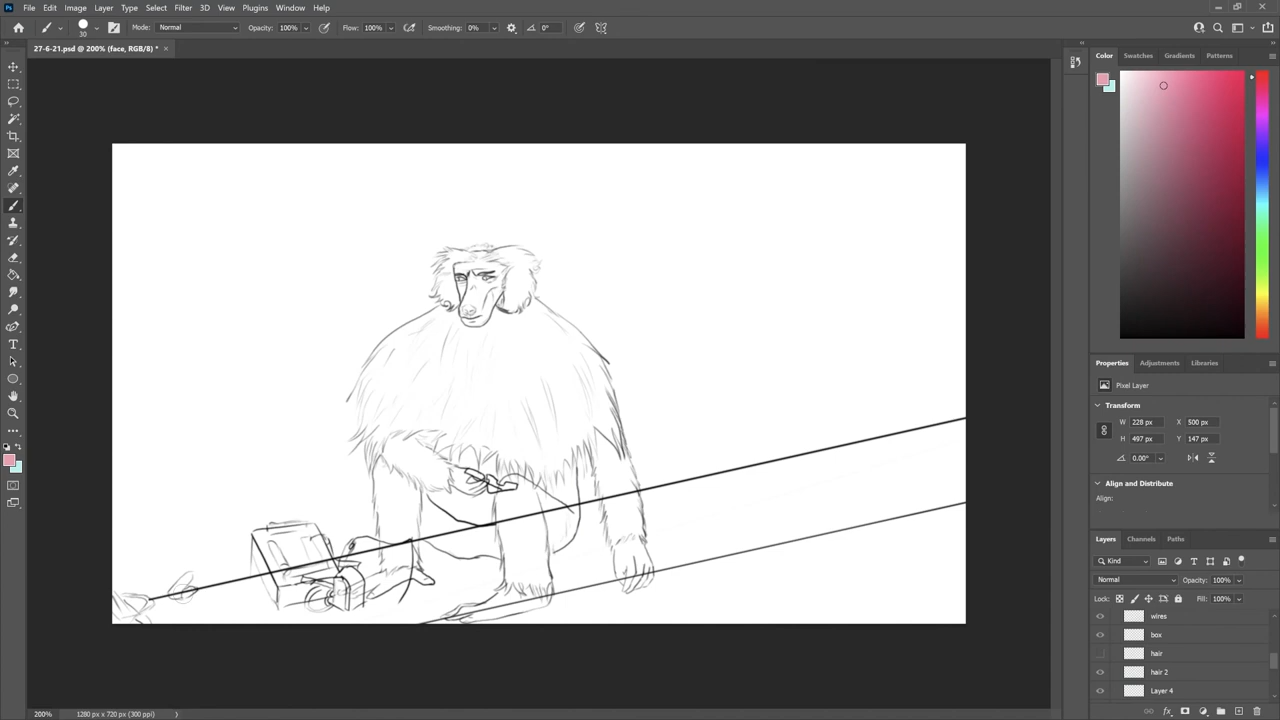 Ps File Edit Image Layer Type Select Filter 3D View Plugins Window Help
30 Mode: Normal Opacity: 100% Flow: 100% Smoothing: 0% 0°
27-6-21.psd @ 200% (face, RGB/8) * ×
Color Swatches Gradients Patterns
Properties Adjustments Libraries
Pixel Layer
Transform
W 228 px X 500 px
H 497 px Y 147 px
0.00°
Align and Distribute
Align:
Layers Channels Paths
Kind
Normal Opacity: 100%
Lock: Fill: 100%
wires
box
hair
hair 2
Layer 4
fx
200% 1280 px x 720 px (300 ppi)